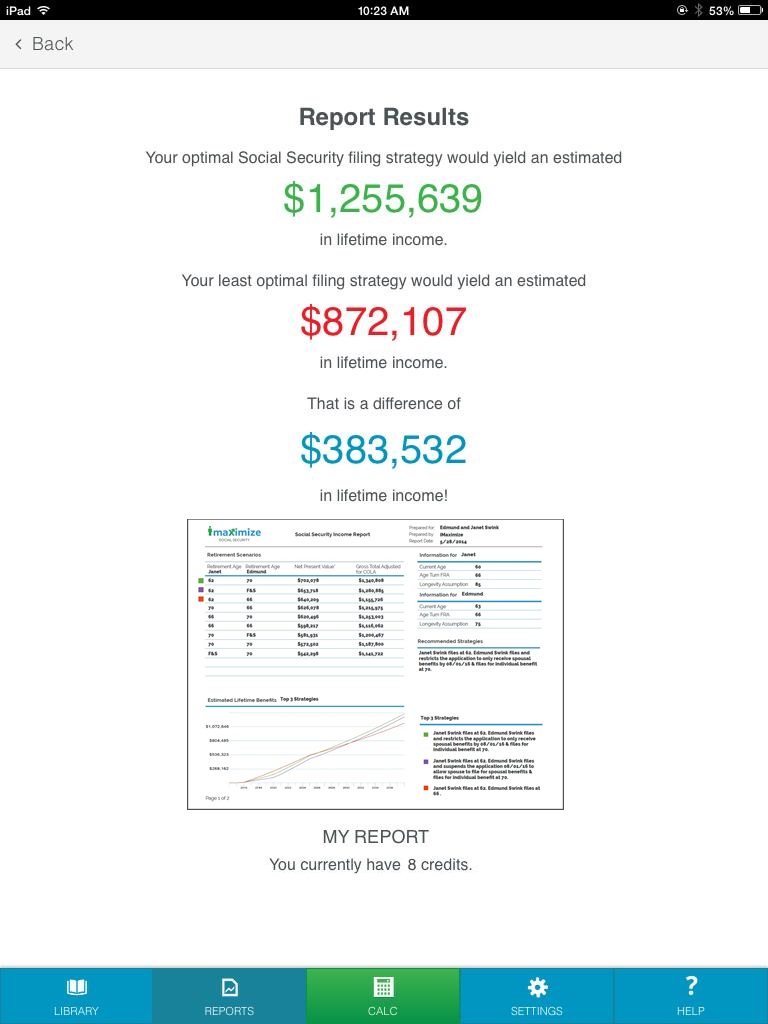 iPad
10:23 AM
53%
Back
Report Results
Your optimal Social Security filing strategy would yield an estimated
$1,255,639
in lifetime income.
Your least optimal filing strategy would yield an estimated
$872,107
in lifetime income.
That is a difference of
$383,532
in lifetime income!
imaximize
SOCIAL SECURITY
Social Security Income Report
Prepared for Edmund and Janet Swink
Prepared by iMaximize
Report Date 5/28/2014
Retirement Scenarios
Retirement Age Retirement Age Net Present Value Gross Total Adjusted
Janet Edmund for COLA
62 70 $702,078 $1,340,808
62 F&S $653,718 $1,280,885
62 66 $640,209 $1,155,726
70 66 $626,078 $1,215,975
66 66 $620,496 $1,253,003
66 70 $598,217 $1,116,062
70 F&S $581,931 $1,200,467
70 70 $572,502 $1,187,800
F&S 70 $542,298 $1,141,722
Information for Janet
Current Age 60
Age Turn FRA 66
Longevity Assumption 85
Information for Edmund
Current Age 63
Age Turn FRA 66
Longevity Assumption 75
Recommended Strategies
Janet Swink files at 62. Edmund Swink files and
restricts the application to only receive spousal
benefits by 06/01/16 & files for individual benefit
at 70.
Estimated Lifetime Benefits Top 3 Strategies
$1,072,646
$804,485
$536,323
$268,162
Top 3 Strategies
Janet Swink files at 62. Edmund Swink files
and restricts the application to only receive
spousal benefits by 06/01/16 & files for
individual benefit at 70.
Janet Swink files at 62. Edmund Swink files
and suspends the application 06/01/16 to
allow spouse to file for spousal benefits &
files for individual benefit at 70.
Janet Swink files at 62. Edmund Swink files at
66.
Page 1 of 2
MY REPORT
You currently have 8 credits.
LIBRARY
REPORTS
CALC
SETTINGS
? HELP